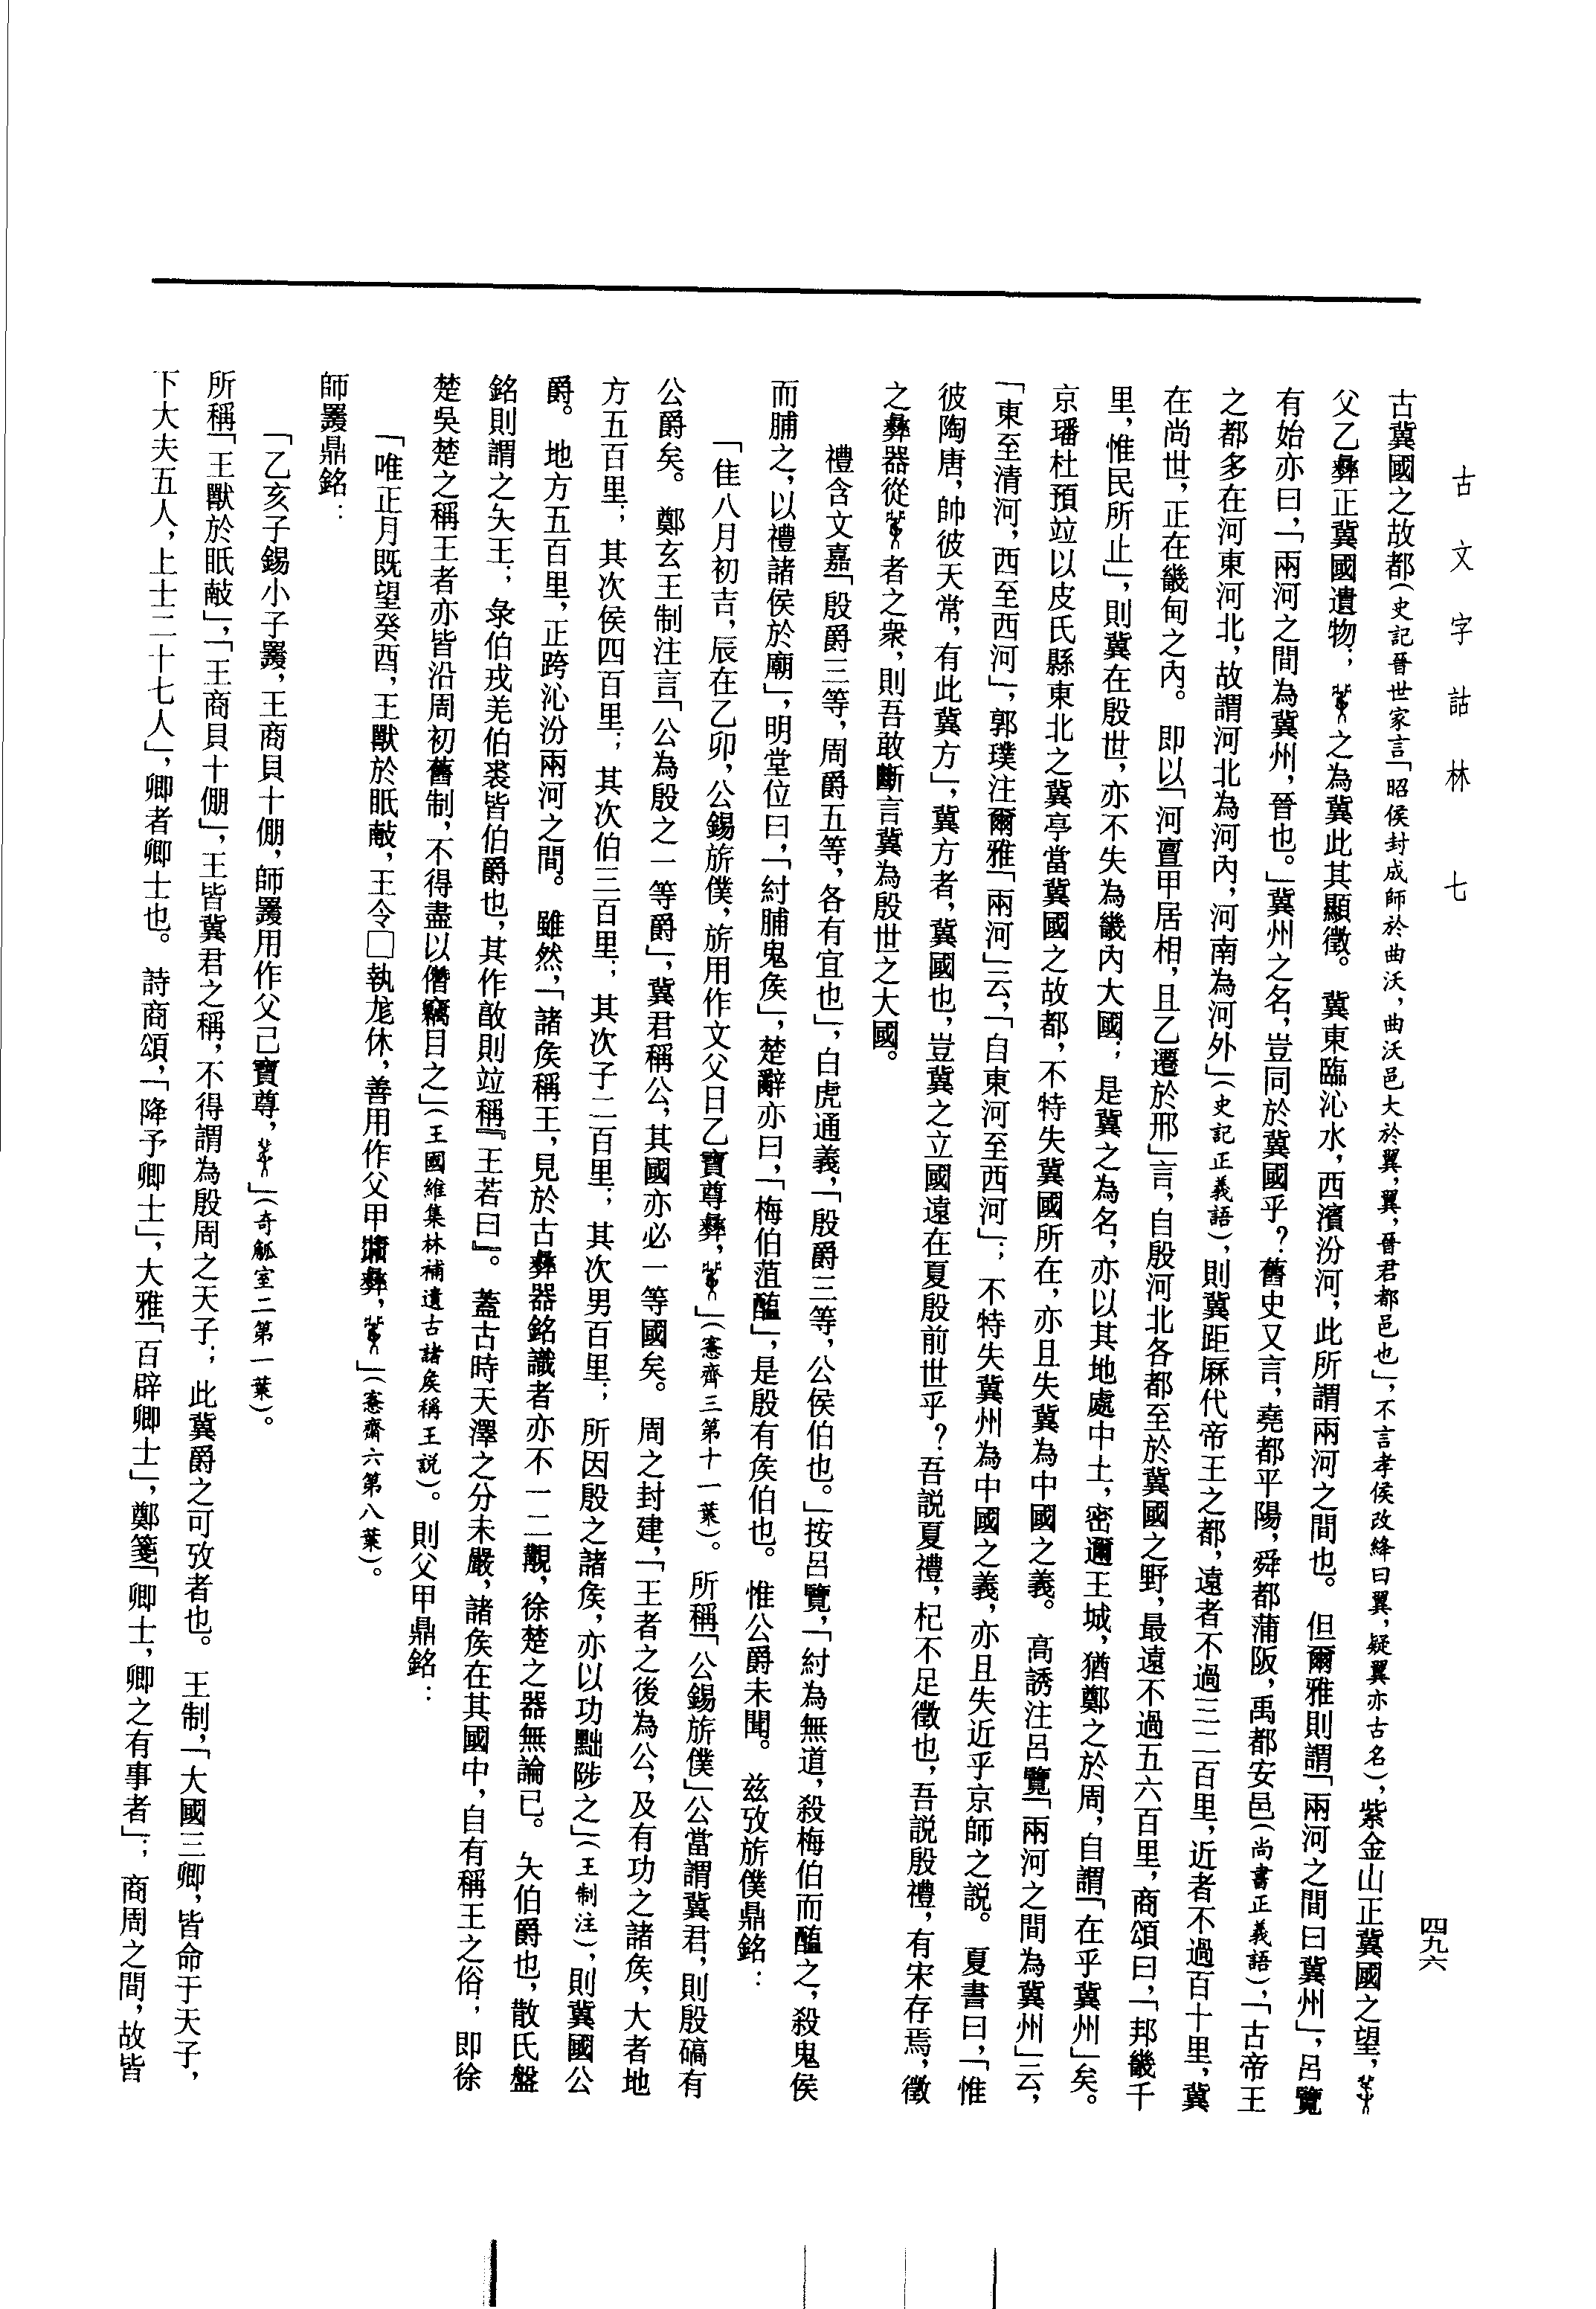 古文字詁林 七
四九六
古冀國之故都(史記晉世家言「昭侯封成師於曲沃,曲沃邑大於翼,翼,晉君都邑也」,不言孝侯改絳曰翼,疑翼亦古名),紫金山正冀國之望,
父乙彝正冀國遺物;之為冀此其顯徵。冀東臨沁水,西濱汾河,此所謂兩河之間也。但爾雅則謂「兩河之間曰冀州」,呂覽
有始亦曰,「兩河之間為冀州,晉也。」冀州之名,豈同於冀國乎?舊史又言,堯都平陽,舜都蒲阪,禹都安邑(尚書正義語),「古帝王
之都多在河東河北,故謂河北為河內,河南為河外」(史記正義語),則冀距厤代帝王之都,遠者不過三二百里,近者不過百十里,冀
在尚世,正在畿甸之內。即以「河亶甲居相,且乙遷於邢」言,自殷河北各都至於冀國之野,最遠不過五六百里,商頌曰,「邦畿千
里,惟民所止」,則冀在殷世,亦不失為畿內大國;是冀之為名,亦以其地處中土,密邇王城,猶鄭之於周,自謂「在乎冀州」矣。
京璠杜預竝以皮氏縣東北之冀亭當冀國之故都,不特失冀國所在,亦且失冀為中國之義。高誘注呂覽「兩河之間為冀州」云,
「東至清河,西至西河」,郭璞注爾雅「兩河」云,「自東河至西河」;不特失冀州為中國之義,亦且失近乎京師之説。夏書曰,「惟
彼陶唐,帥彼天常,有此冀方」,冀方者,冀國也,豈冀之立國遠在夏殷前世乎?吾説夏禮,杞不足徵也,吾説殷禮,有宋存焉,徵
之彝器從者之衆,則吾敢斷言冀為殷世之大國。
禮含文嘉「殷爵三等,周爵五等,各有宜也」,白虎通義,「殷爵三等,公侯伯也。」按呂覽,「紂為無道,殺梅伯而醢之,殺鬼侯
而脯之,以禮諸侯於廟」,明堂位曰,「紂脯鬼矦」,楚辭亦曰,「梅伯菹醢」,是殷有矦伯也。惟公爵未聞。兹攷旂僕鼎銘:
「隹八月初吉,辰在乙卯,公錫旂僕,旂用作文父日乙寶尊彝,」(愙齋三第十一葉)。所稱「公錫旂僕」公當謂冀君,則殷碻有
公爵矣。鄭玄王制注言「公為殷之一等爵」,冀君稱公,其國亦必一等國矣。周之封建,「王者之後為公,及有功之諸矦,大者地
方五百里;其次侯四百里;其次伯三百里;其次子二百里;其次男百里;所因殷之諸矦,亦以功黜陟之」(王制注),則冀國公
爵。地方五百里,正跨沁汾兩河之間。雖然,「諸矦稱王,見於古彝器銘識者亦不一二覯,徐楚之器無論已。夨伯爵也,散氏盤
銘則謂之夨王;彔伯戎羌伯裘皆伯爵也,其作㪤則竝稱『王若曰』。蓋古時天澤之分未嚴,諸矦在其國中,自有稱王之俗;即徐
楚吳楚之稱王者亦皆沿周初舊制,不得盡以僭竊目之」(王國維集林補遺古諸矦稱王説)。則父甲鼎銘:
「唯正月既望癸酉,王獸於眂敽,王令□執尨休,善用作父甲䵼彝,」(愙齋六第八葉)。
師鼎銘:
「乙亥子錫小子,王商貝十倗,師用作父己寶尊,」(奇觚室二第一葉)。
所稱「王獸於眂敽」,「王商貝十倗」,王皆冀君之稱,不得謂為殷周之天子;此冀爵之可攷者也。王制,「大國三卿,皆命于天子,
下大夫五人,上士二十七人」,卿者卿士也。詩商頌,「降予卿士」,大雅「百辟卿士」,鄭箋「卿士,卿之有事者」;商周之間,故皆